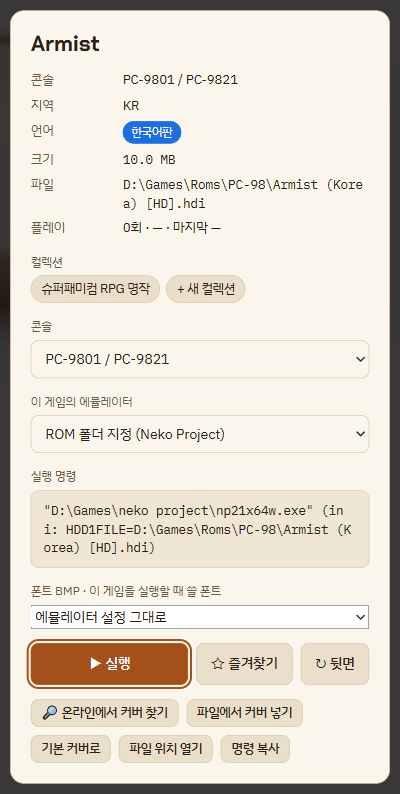 Armist
콘솔 PC-9801 / PC-9821
지역 KR
언어 한국어판
크기 10.0 MB
파일 D:\Games\Roms\PC-98\Armist (Kore
a) [HD].hdi
플레이 0회 · — · 마지막 —
컬렉션
슈퍼패미컴 RPG 명작 + 새 컬렉션
콘솔
PC-9801 / PC-9821
이 게임의 에뮬레이터
ROM 폴더 지정 (Neko Project)
실행 명령
"D:\Games\neko project\np21x64w.exe" (in
i: HDD1FILE=D:\Games\Roms\PC-98\Armist (K
orea) [HD].hdi)
폰트 BMP · 이 게임을 실행할 때 쓸 폰트
에뮬레이터 설정 그대로
▶ 실행 ☆ 즐겨찾기 ↻ 뒷면
🔎 온라인에서 커버 찾기 파일에서 커버 넣기
기본 커버로 파일 위치 열기 명령 복사